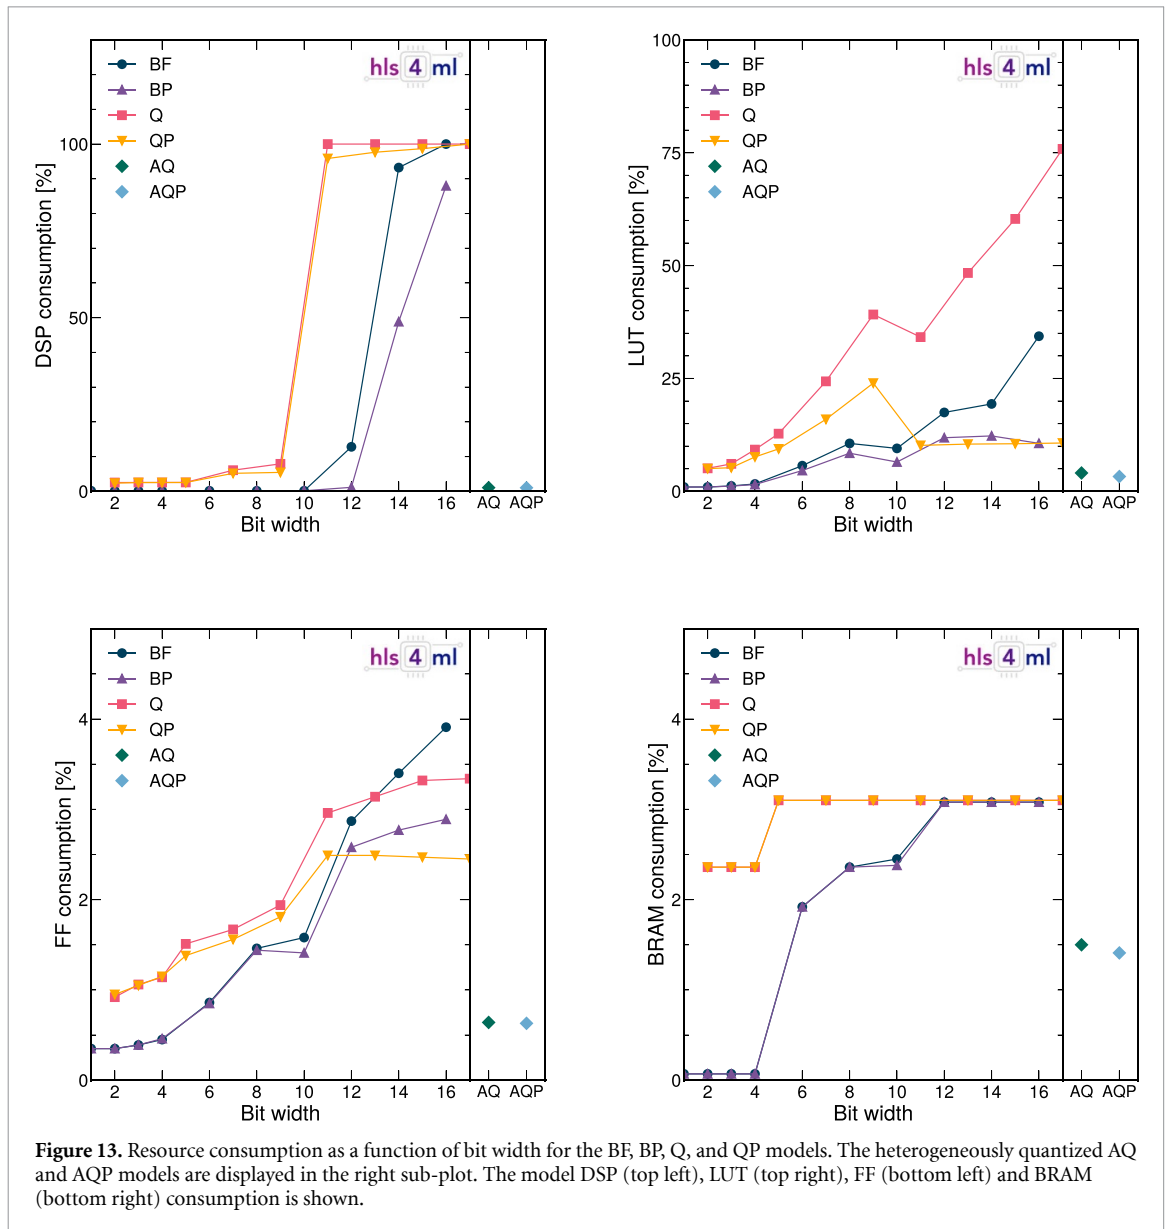 hls 4 ml
BF
BP
Q
QP
AQ
AQP
DSP consumption [%]
100
50
0
2 4 6 8 10 12 14 16 AQ AQP
Bit width
hls 4 ml
BF
BP
Q
QP
AQ
AQP
LUT consumption [%]
100
75
50
25
0
2 4 6 8 10 12 14 16 AQ AQP
Bit width
hls 4 ml
BF
BP
Q
QP
AQ
AQP
FF consumption [%]
4
2
0
2 4 6 8 10 12 14 16 AQ AQP
Bit width
hls 4 ml
BF
BP
Q
QP
AQ
AQP
BRAM consumption [%]
4
2
0
2 4 6 8 10 12 14 16 AQ AQP
Bit width
Figure 13. Resource consumption as a function of bit width for the BF, BP, Q, and QP models. The heterogeneously quantized AQ
and AQP models are displayed in the right sub-plot. The model DSP (top left), LUT (top right), FF (bottom left) and BRAM
(bottom right) consumption is shown.